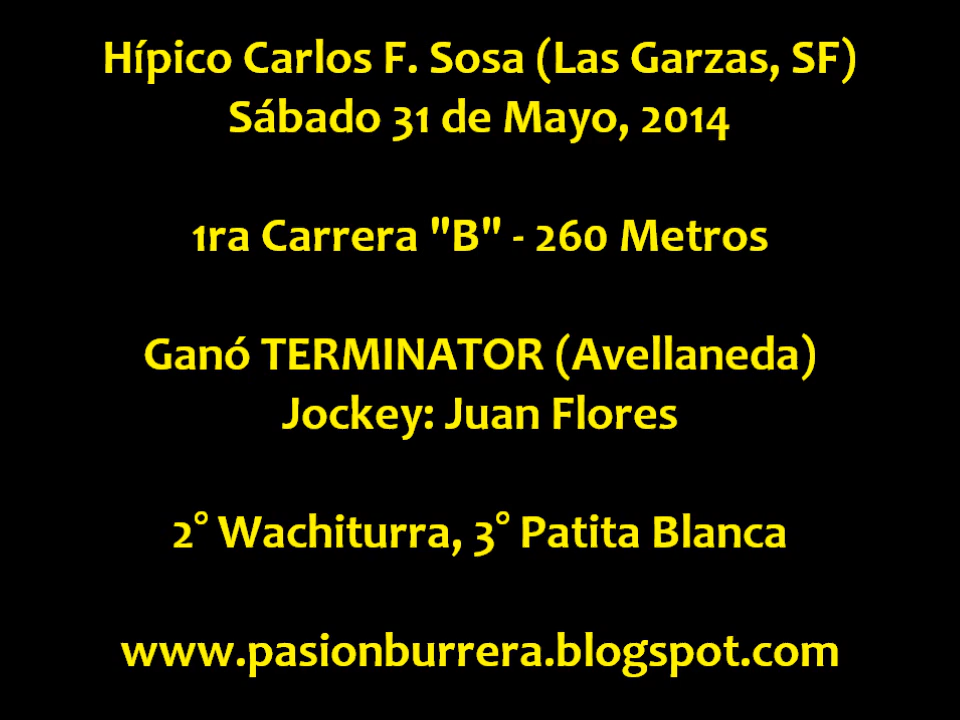 Hípico Carlos F. Sosa (Las Garzas, SF)
Sábado 31 de Mayo, 2014
1ra Carrera "B" - 260 Metros
Ganó TERMINATOR (Avellaneda)
Jockey: Juan Flores
2° Wachiturra, 3° Patita Blanca
www.pasionburrera.blogspot.com